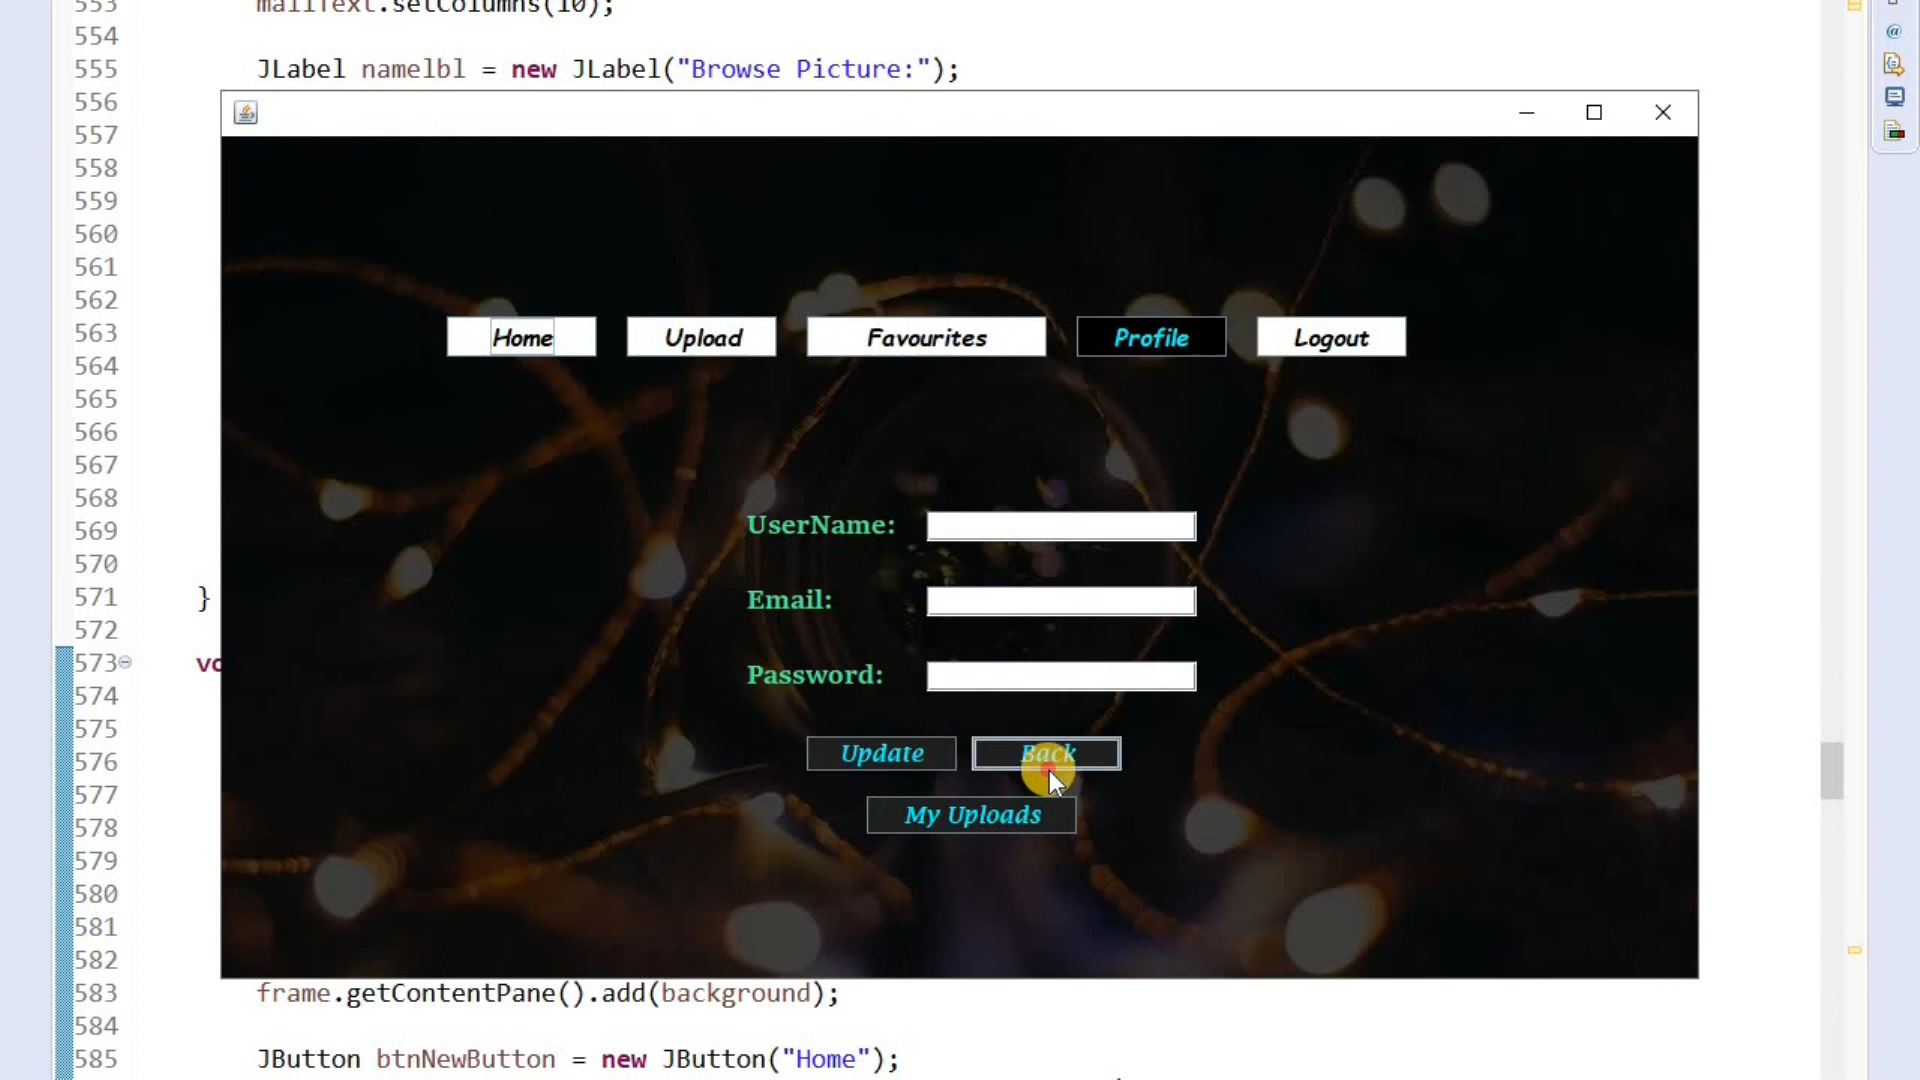 553 mailText.setColumns(10);
554
555 JLabel namelbl = new JLabel("Browse Picture:");
556
557
558
559
560
561
562
563
564
565
566
567
568
569
570
571 }
572
573 vo
574
575
576
577
578
579
580
581
582
583 frame.getContentPane().add(background);
584
585 JButton btnNewButton = new JButton("Home");
Home Upload Favourites Profile Logout
UserName:
Email:
Password:
Update Back
My Uploads